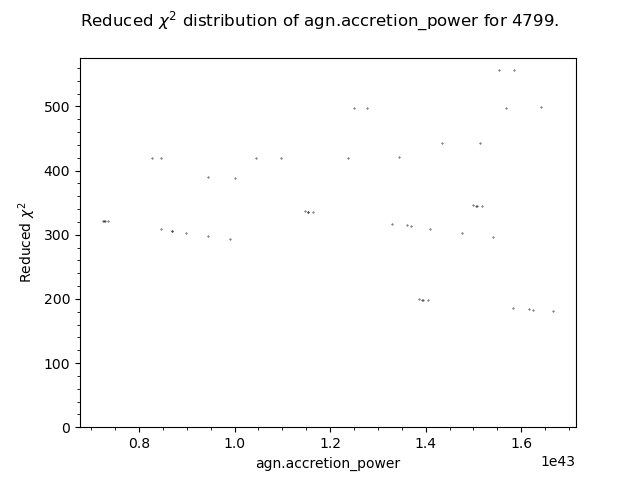 Reduced χ² distribution of agn.accretion_power for 4799.
500
400
300
200
100
0
Reduced χ²
0.8 1.0 1.2 1.4 1.6
1e43
agn.accretion_power